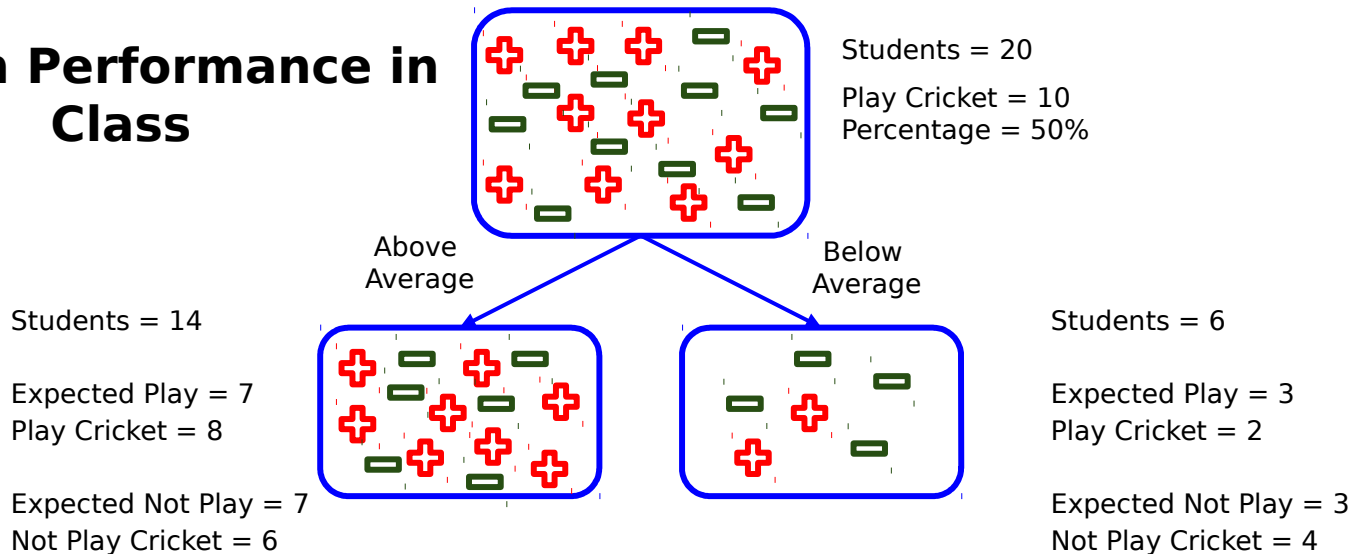 Performance in
Class
Students = 20
Play Cricket = 10
Percentage = 50%
Above
Average
Below
Average
Students = 14
Expected Play = 7
Play Cricket = 8
Expected Not Play = 7
Not Play Cricket = 6
Students = 6
Expected Play = 3
Play Cricket = 2
Expected Not Play = 3
Not Play Cricket = 4